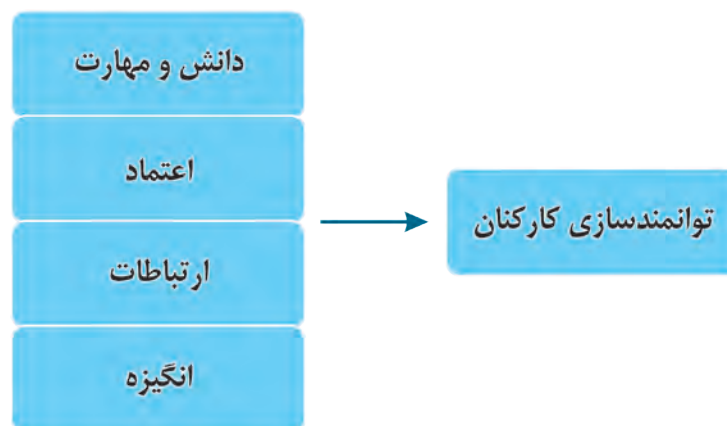 دانش و مهارت
اعتماد
ارتباطات
انگیزه
توانمندسازی کارکنان